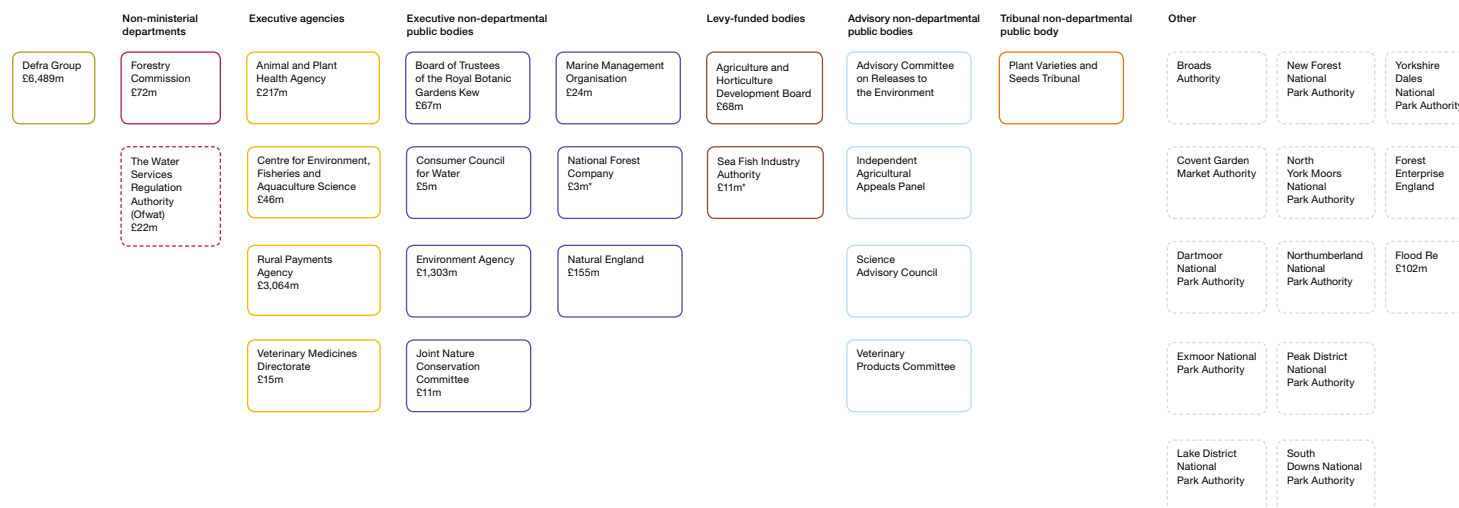 Non-ministerial
departments
Executive agencies
Executive non-departmental
public bodies
Levy-funded bodies
Advisory non-departmental
public bodies
Tribunal non-departmental
public body
Other
Defra Group
£6,489m
Forestry
Commission
£72m
The Water
Services
Regulation
Authority
(Ofwat)
£22m
Animal and Plant
Health Agency
£217m
Centre for Environment,
Fisheries and
Aquaculture Science
£46m
Rural Payments
Agency
£3,064m
Veterinary Medicines
Directorate
£15m
Board of Trustees
of the Royal Botanic
Gardens Kew
£67m
Consumer Council
for Water
£5m
Environment Agency
£1,303m
Joint Nature
Conservation
Committee
£11m
Marine Management
Organisation
£24m
National Forest
Company
£3m*
Natural England
£155m
Agriculture and
Horticulture
Development Board
£68m
Sea Fish Industry
Authority
£11m*
Advisory Committee
on Releases to
the Environment
Independent
Agricultural
Appeals Panel
Science
Advisory Council
Veterinary
Products Committee
Plant Varieties and
Seeds Tribunal
Broads
Authority
Covent Garden
Market Authority
Dartmoor
National
Park Authority
Exmoor National
Park Authority
Lake District
National
Park Authority
New Forest
National
Park Authority
North
York Moors
National
Park Authority
Northumberland
National
Park Authority
Peak District
National
Park Authority
South
Downs National
Park Authority
Yorkshire
Dales
National
Park Authority
Forest
Enterprise
England
Flood Re
£102m